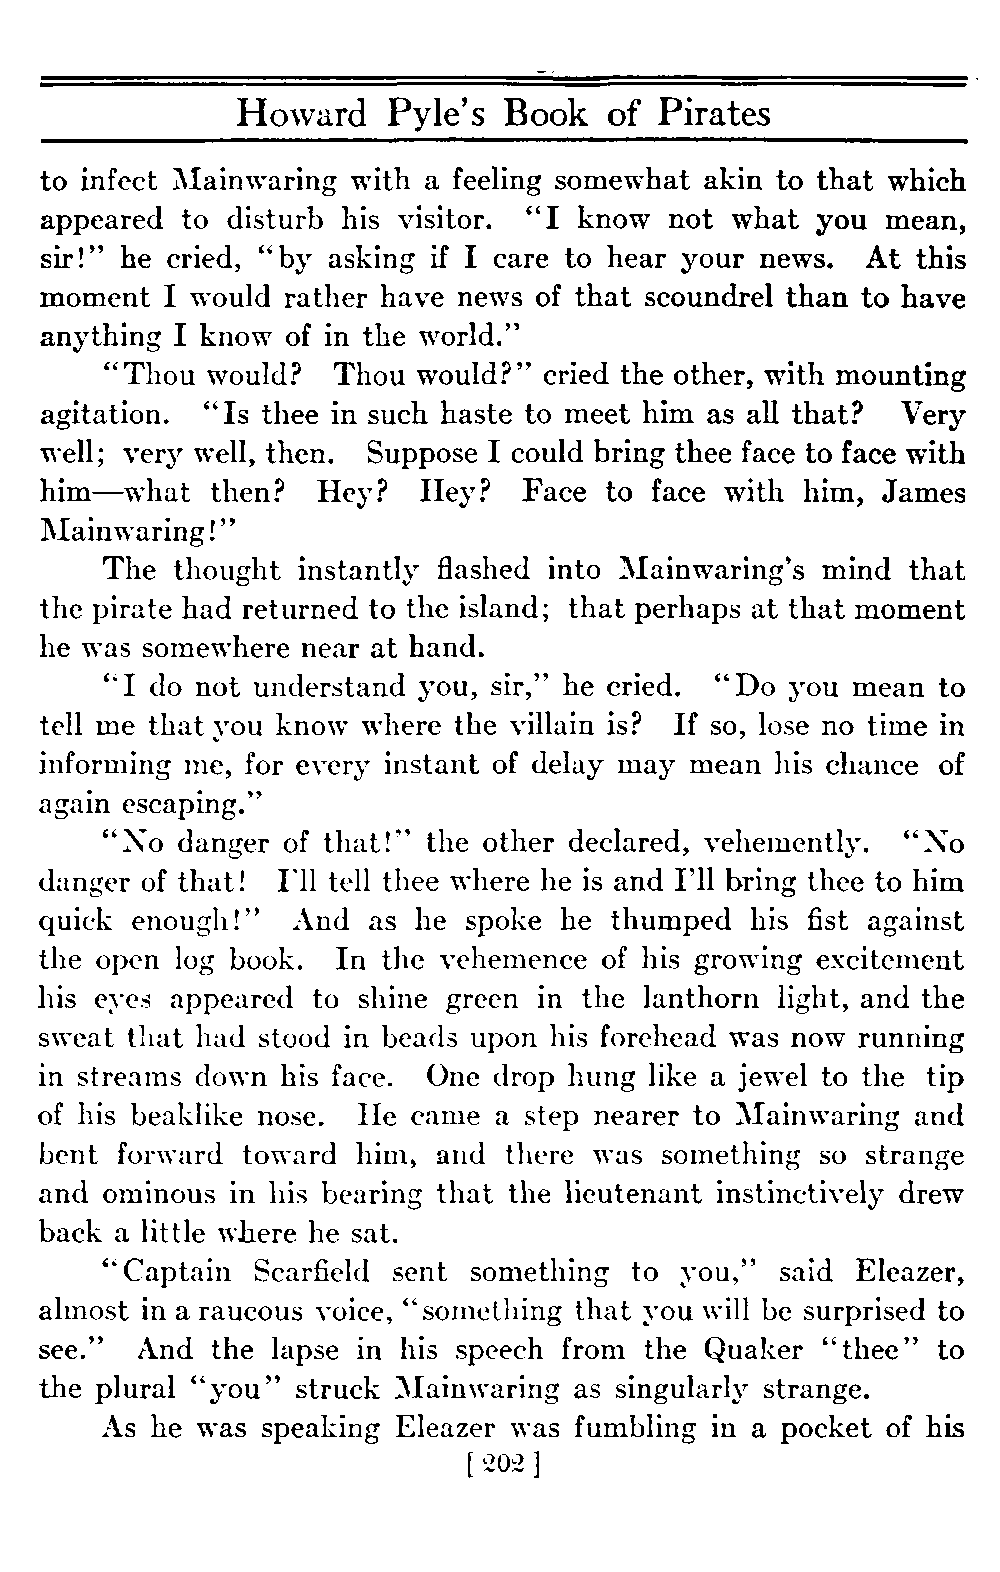 Howard Pyle's Book of Pirates
to infect Mainwaring with a feeling somewhat akin to that which
appeared to disturb his visitor. “I know not what you mean,
sir!” he cried, “by asking if I care to hear your news. At this
moment I would rather have news of that scoundrel than to have
anything I know of in the world.”
“Thou would? Thou would?” cried the other, with mounting
agitation. “Is thee in such haste to meet him as all that? Very
well; very well, then. Suppose I could bring thee face to face with
him—what then? Hey? Hey? Face to face with him, James
Mainwaring!”
The thought instantly flashed into Mainwaring's mind that
the pirate had returned to the island; that perhaps at that moment
he was somewhere near at hand.
“I do not understand you, sir,” he cried. “Do you mean to
tell me that you know where the villain is? If so, lose no time in
informing me, for every instant of delay may mean his chance of
again escaping.”
“No danger of that!” the other declared, vehemently. “No
danger of that! I'll tell thee where he is and I'll bring thee to him
quick enough!” And as he spoke he thumped his fist against
the open log book. In the vehemence of his growing excitement
his eyes appeared to shine green in the lanthorn light, and the
sweat that had stood in beads upon his forehead was now running
in streams down his face. One drop hung like a jewel to the tip
of his beaklike nose. He came a step nearer to Mainwaring and
bent forward toward him, and there was something so strange
and ominous in his bearing that the lieutenant instinctively drew
back a little where he sat.
“Captain Scarfield sent something to you,” said Eleazer,
almost in a raucous voice, “something that you will be surprised to
see.” And the lapse in his speech from the Quaker “thee” to
the plural “you” struck Mainwaring as singularly strange.
As he was speaking Eleazer was fumbling in a pocket of his
[ 202 ]